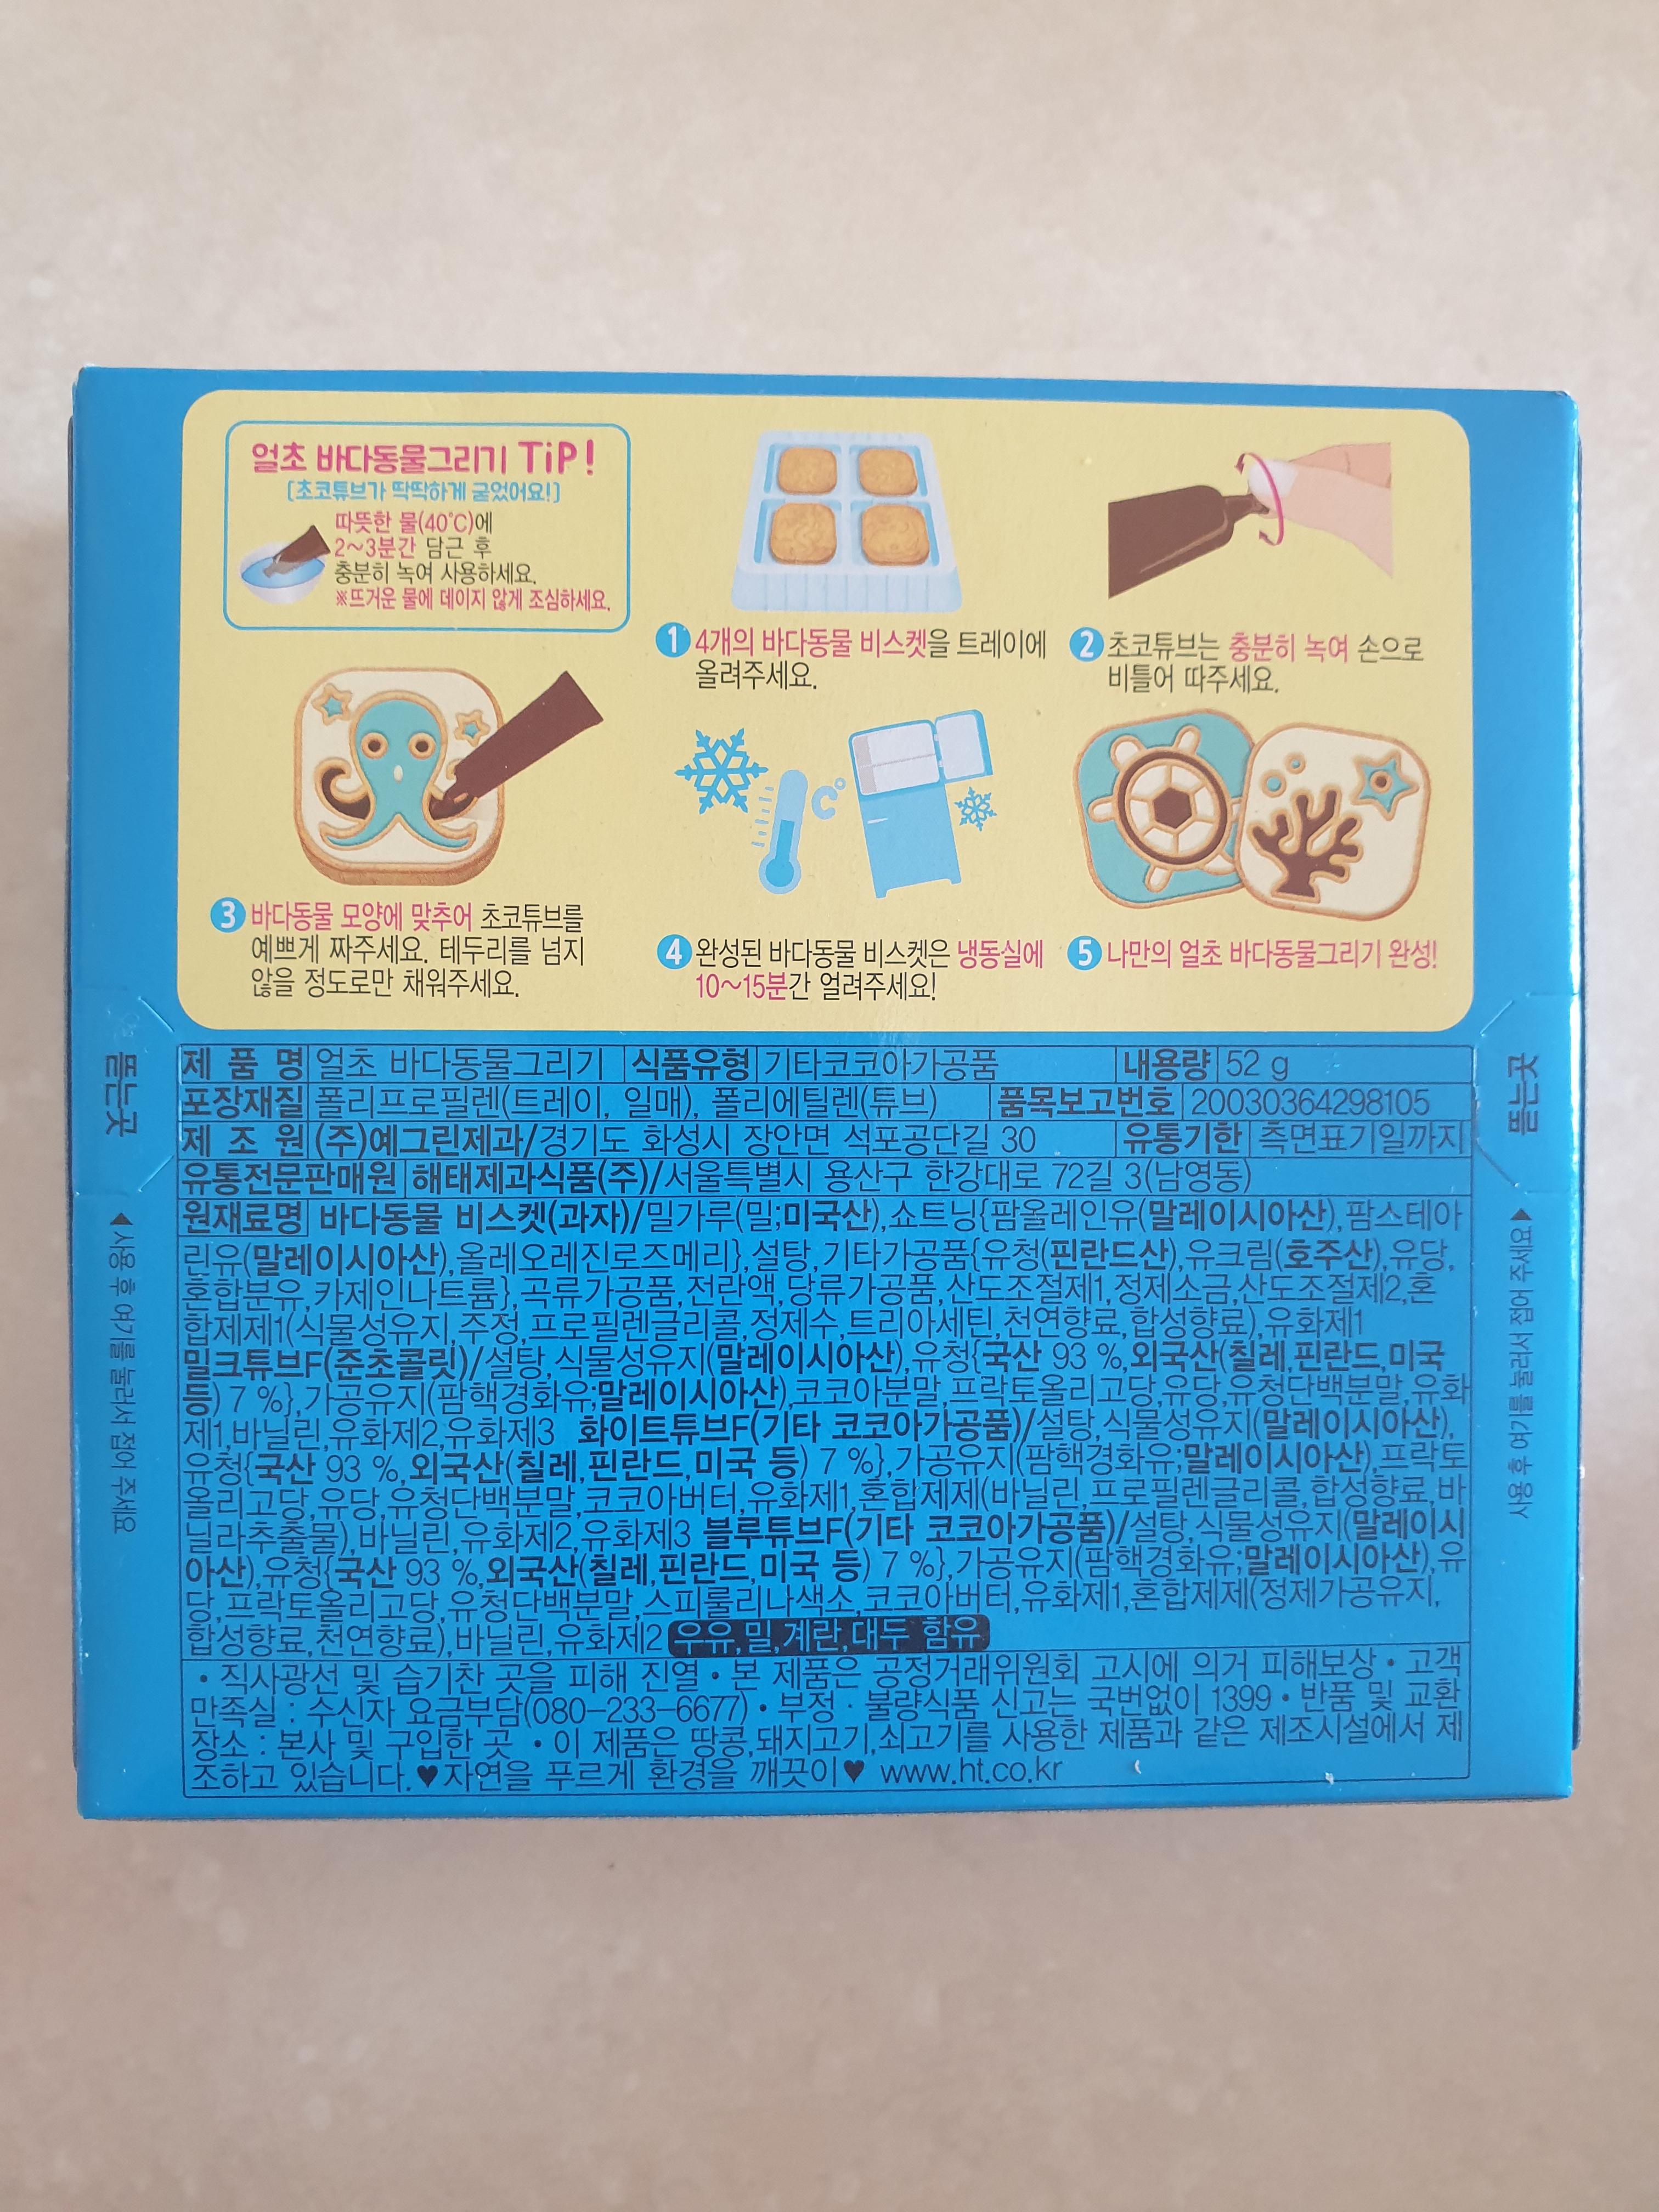 얼초 바다동물그리기 TiP!
[초코튜브가 딱딱하게 굳었어요!]
따뜻한 물(40℃)에
2~3분간 담근 후
충분히 녹여 사용하세요.
※뜨거운 물에 데이지 않게 조심하세요.
1 4개의 바다동물 비스켓을 트레이에
올려주세요.
2 초코튜브는 충분히 녹여 손으로
비틀어 따주세요.
3 바다동물 모양에 맞추어 초코튜브를
예쁘게 짜주세요. 테두리를 넘지
않을 정도로만 채워주세요.
C°
4 완성된 바다동물 비스켓은 냉동실에
10~15분간 얼려주세요!
5 나만의 얼초 바다동물그리기 완성!
제 품 명 얼초 바다동물그리기 식품유형 기타코코아가공품 내용량 52 g
포장재질 폴리프로필렌(트레이, 일매), 폴리에틸렌(튜브) 품목보고번호 20030364298105
제 조 원 (주)예그린제과/경기도 화성시 장안면 석포공단길 30 유통기한 측면표기일까지
유통전문판매원 해태제과식품(주)/서울특별시 용산구 한강대로 72길 3(남영동)
원재료명 바다동물 비스켓(과자)/밀가루(밀;미국산),쇼트닝{팜올레인유(말레이시아산),팜스테아
린유(말레이시아산),올레오레진로즈메리},설탕,기타가공품{유청(핀란드산),유크림(호주산),유당,
혼합분유,카제인나트륨},곡류가공품,전란액,당류가공품,산도조절제1,정제소금,산도조절제2,혼
합제제1(식물성유지,주정,프로필렌글리콜,정제수,트리아세틴,천연향료,합성향료),유화제1
밀크튜브F(준초콜릿)/설탕,식물성유지(말레이시아산),유청{국산 93 %,외국산(칠레,핀란드,미국
등) 7 %},가공유지(팜핵경화유;말레이시아산),코코아분말,프락토올리고당,유당,유청단백분말,유화
제1,바닐린,유화제2,유화제3 화이트튜브F(기타 코코아가공품)/설탕,식물성유지(말레이시아산),
유청{국산 93 %,외국산(칠레,핀란드,미국 등) 7 %},가공유지(팜핵경화유;말레이시아산),프락토
올리고당,유당,유청단백분말,코코아버터,유화제1,혼합제제(바닐린,프로필렌글리콜,합성향료,바
닐라추출물),바닐린,유화제2,유화제3 블루튜브F(기타 코코아가공품)/설탕,식물성유지(말레이시
아산),유청{국산 93 %,외국산(칠레,핀란드,미국 등) 7 %},가공유지(팜핵경화유;말레이시아산),유
당,프락토올리고당,유청단백분말,스피룰리나색소,코코아버터,유화제1,혼합제제(정제가공유지,
합성향료,천연향료),바닐린,유화제2 우유,밀,계란,대두 함유
• 직사광선 및 습기찬 곳을 피해 진열 • 본 제품은 공정거래위원회 고시에 의거 피해보상 • 고객
만족실 : 수신자 요금부담(080-233-6677) • 부정 · 불량식품 신고는 국번없이 1399 • 반품 및 교환
장소 : 본사 및 구입한 곳 • 이 제품은 땅콩,돼지고기,쇠고기를 사용한 제품과 같은 제조시설에서 제
조하고 있습니다.♥자연을 푸르게 환경을 깨끗이♥ www.ht.co.kr
뜯는곳
◀사용 후 여기를 눌러서 접어 주세요
뜯는곳
사용 후 여기를 눌러서 접어 주세요▶